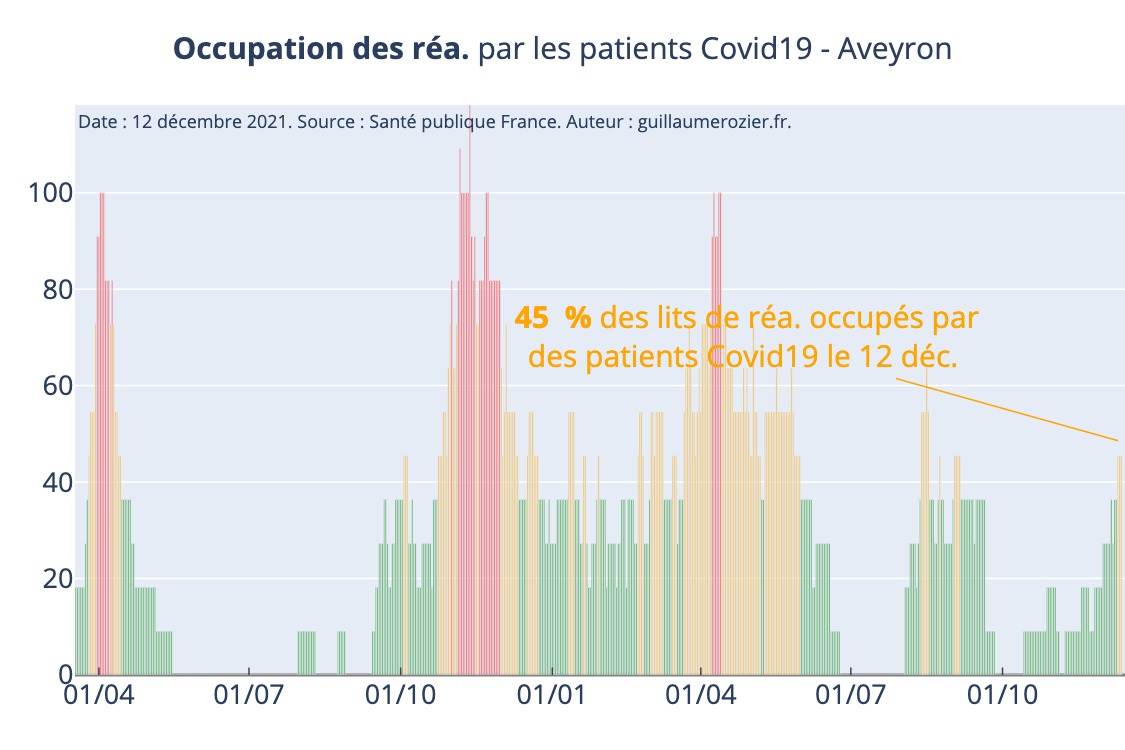 Occupation des réa. par les patients Covid19 - Aveyron
Date : 12 décembre 2021. Source : Santé publique France. Auteur : guillaumerozier.fr.
100
80
60
40
20
0
45 % des lits de réa. occupés par
des patients Covid19 le 12 déc.
01/04 01/07 01/10 01/01 01/04 01/07 01/10